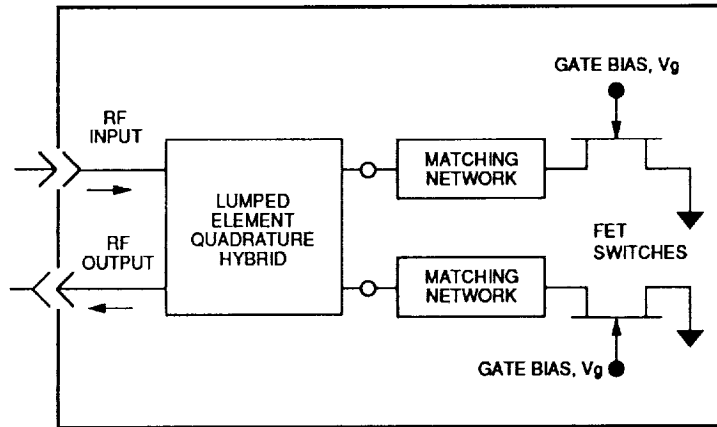 GATE BIAS, Vg
RF
INPUT
MATCHING
NETWORK
LUMPED
ELEMENT
QUADRATURE
HYBRID
RF
OUTPUT
FET
SWITCHES
MATCHING
NETWORK
GATE BIAS, Vg